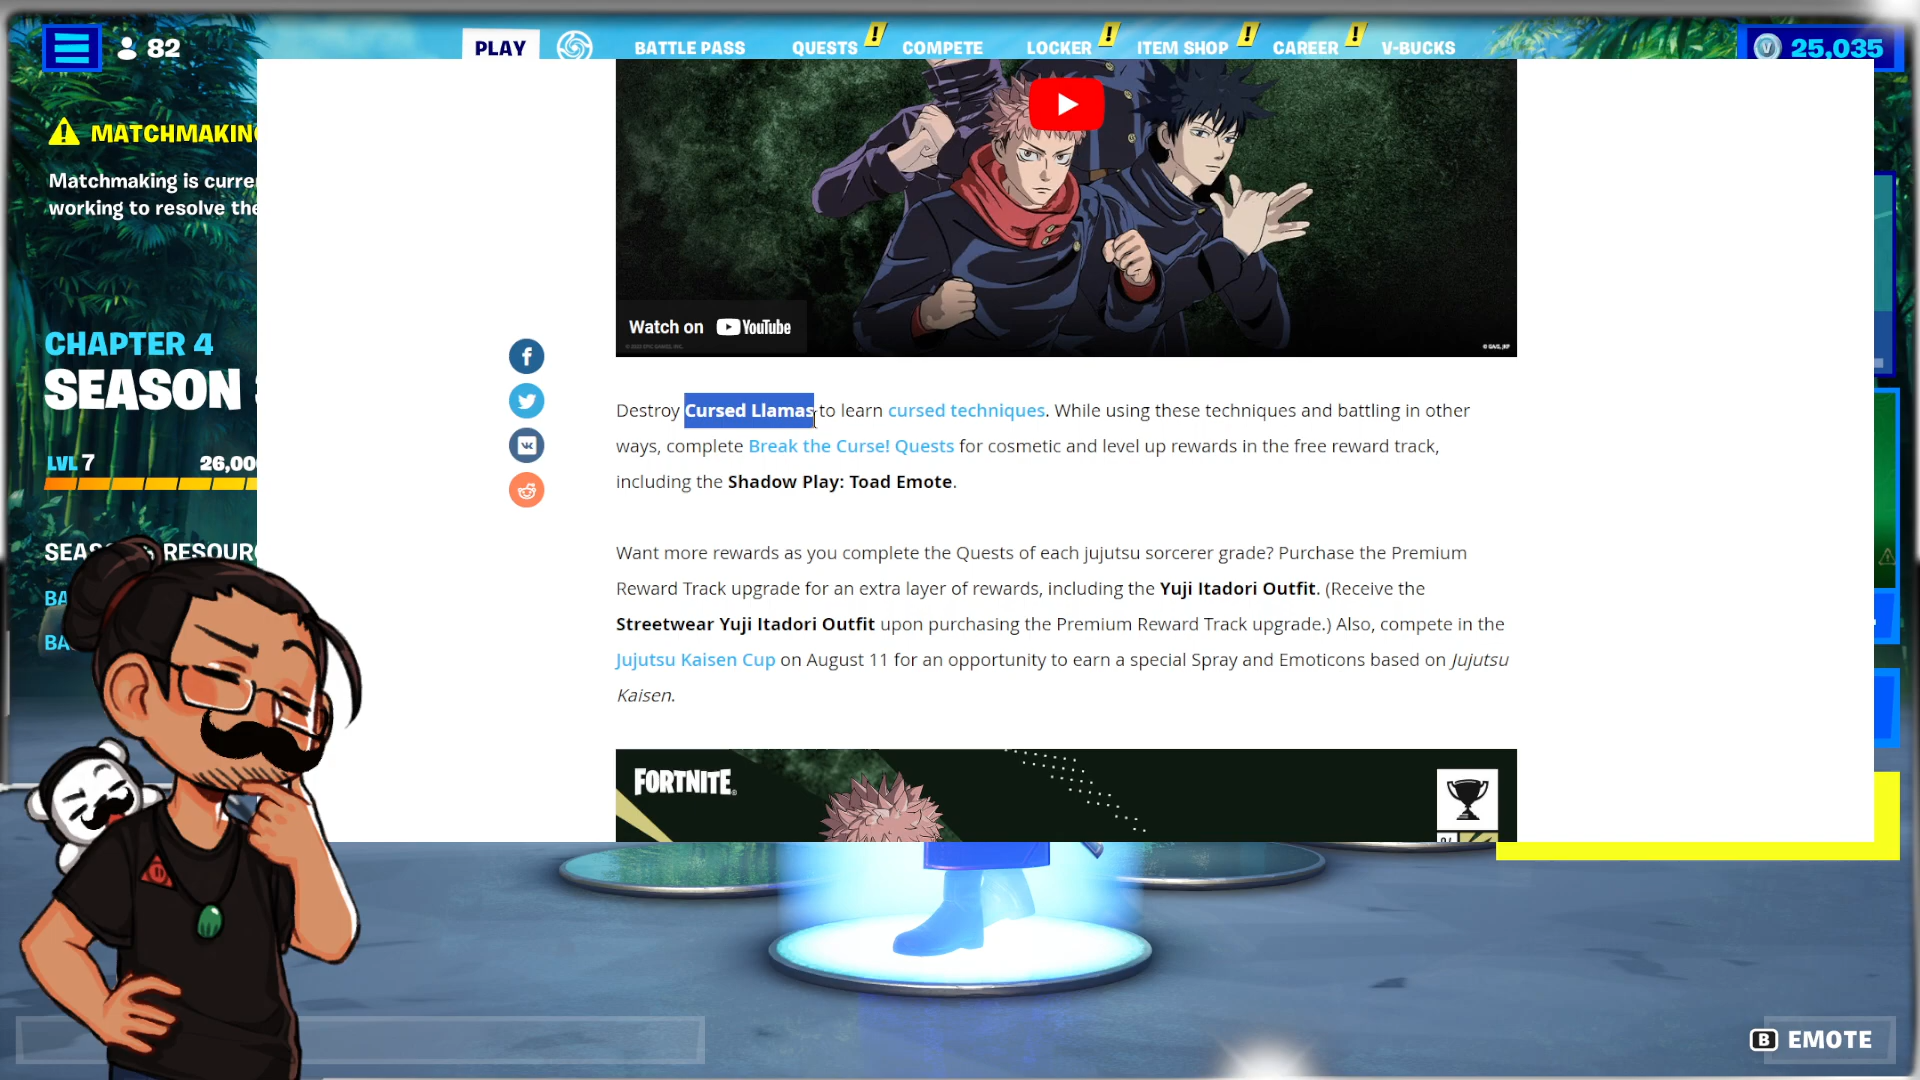 82
PLAY
BATTLE PASS
QUESTS
!
COMPETE
LOCKER
!
ITEM SHOP
!
CAREER
!
V-BUCKS
V
25,035
MATCHMAKING
Matchmaking is curre
working to resolve the
CHAPTER 4
SEASON
LVL 7
26,00
Watch on YouTube
Destroy Cursed Llamas to learn cursed techniques. While using these techniques and battling in other
ways, complete Break the Curse! Quests for cosmetic and level up rewards in the free reward track,
including the Shadow Play: Toad Emote.
Want more rewards as you complete the Quests of each jujutsu sorcerer grade? Purchase the Premium
Reward Track upgrade for an extra layer of rewards, including the Yuji Itadori Outfit. (Receive the
Streetwear Yuji Itadori Outfit upon purchasing the Premium Reward Track upgrade.) Also, compete in the
Jujutsu Kaisen Cup on August 11 for an opportunity to earn a special Spray and Emoticons based on Jujutsu
Kaisen.
SEAS
RESOUR
BA
BA
FORTNITE
B EMOTE